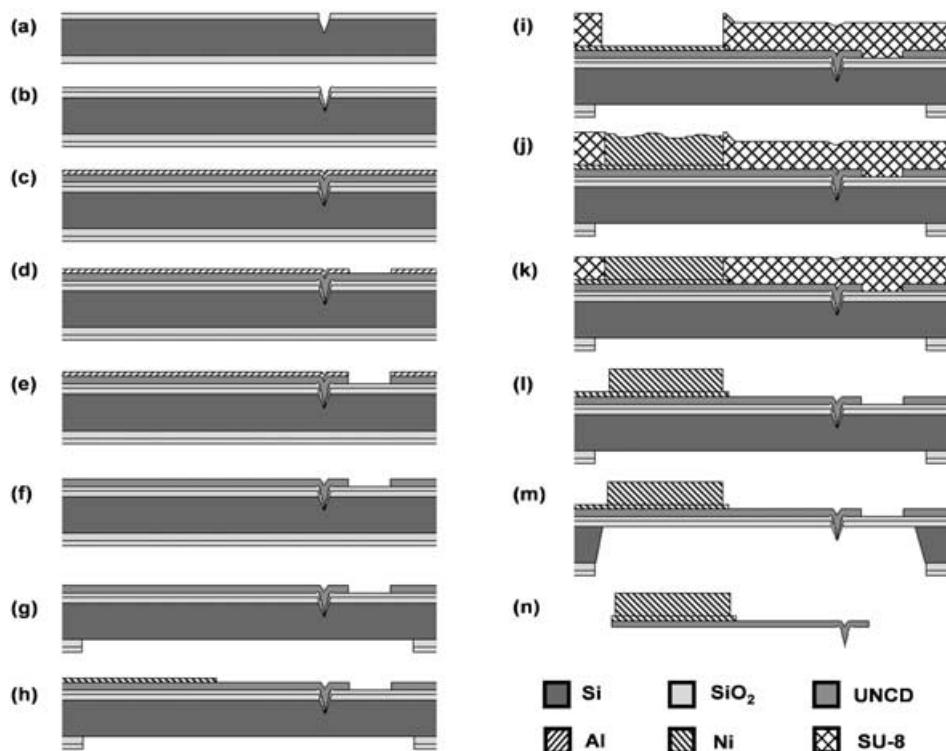 (a)
(b)
(c)
(d)
(e)
(f)
(g)
(h)
(i)
(j)
(k)
(l)
(m)
(n)
Si SiO2 UNCD
Al Ni SU-8